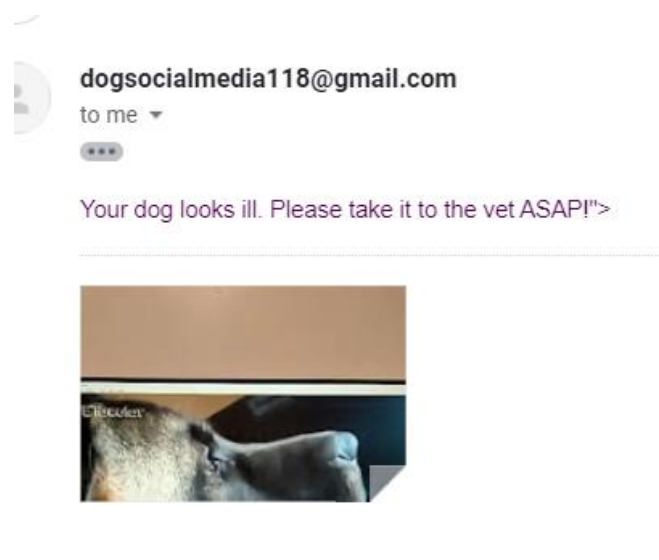 dogsocialmedia118@gmail.com
to me
Your dog looks ill. Please take it to the vet ASAP!">